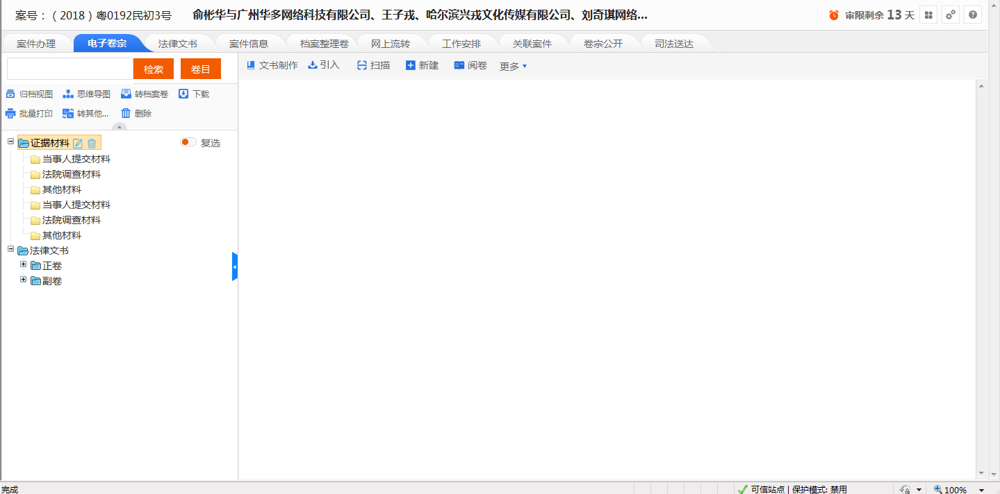 案号：（2018）粤0192民初3号 俞彬华与广州华多网络科技有限公司、王子戎、哈尔滨兴戎文化传媒有限公司、刘奇琪网络... 审限剩余 13 天
案件办理 电子卷宗 法律文书 案件信息 档案整理卷 网上流转 工作安排 关联案件 卷宗公开 司法送达
检索 卷目 文书制作 引入 扫描 新建 阅卷 更多
归档视图 思维导图 转档案卷 下载
批量打印 转其他... 删除
证据材料 复选
当事人提交材料
法院调查材料
其他材料
当事人提交材料
法院调查材料
其他材料
法律文书
正卷
副卷
完成 可信站点 | 保护模式: 禁用 100%